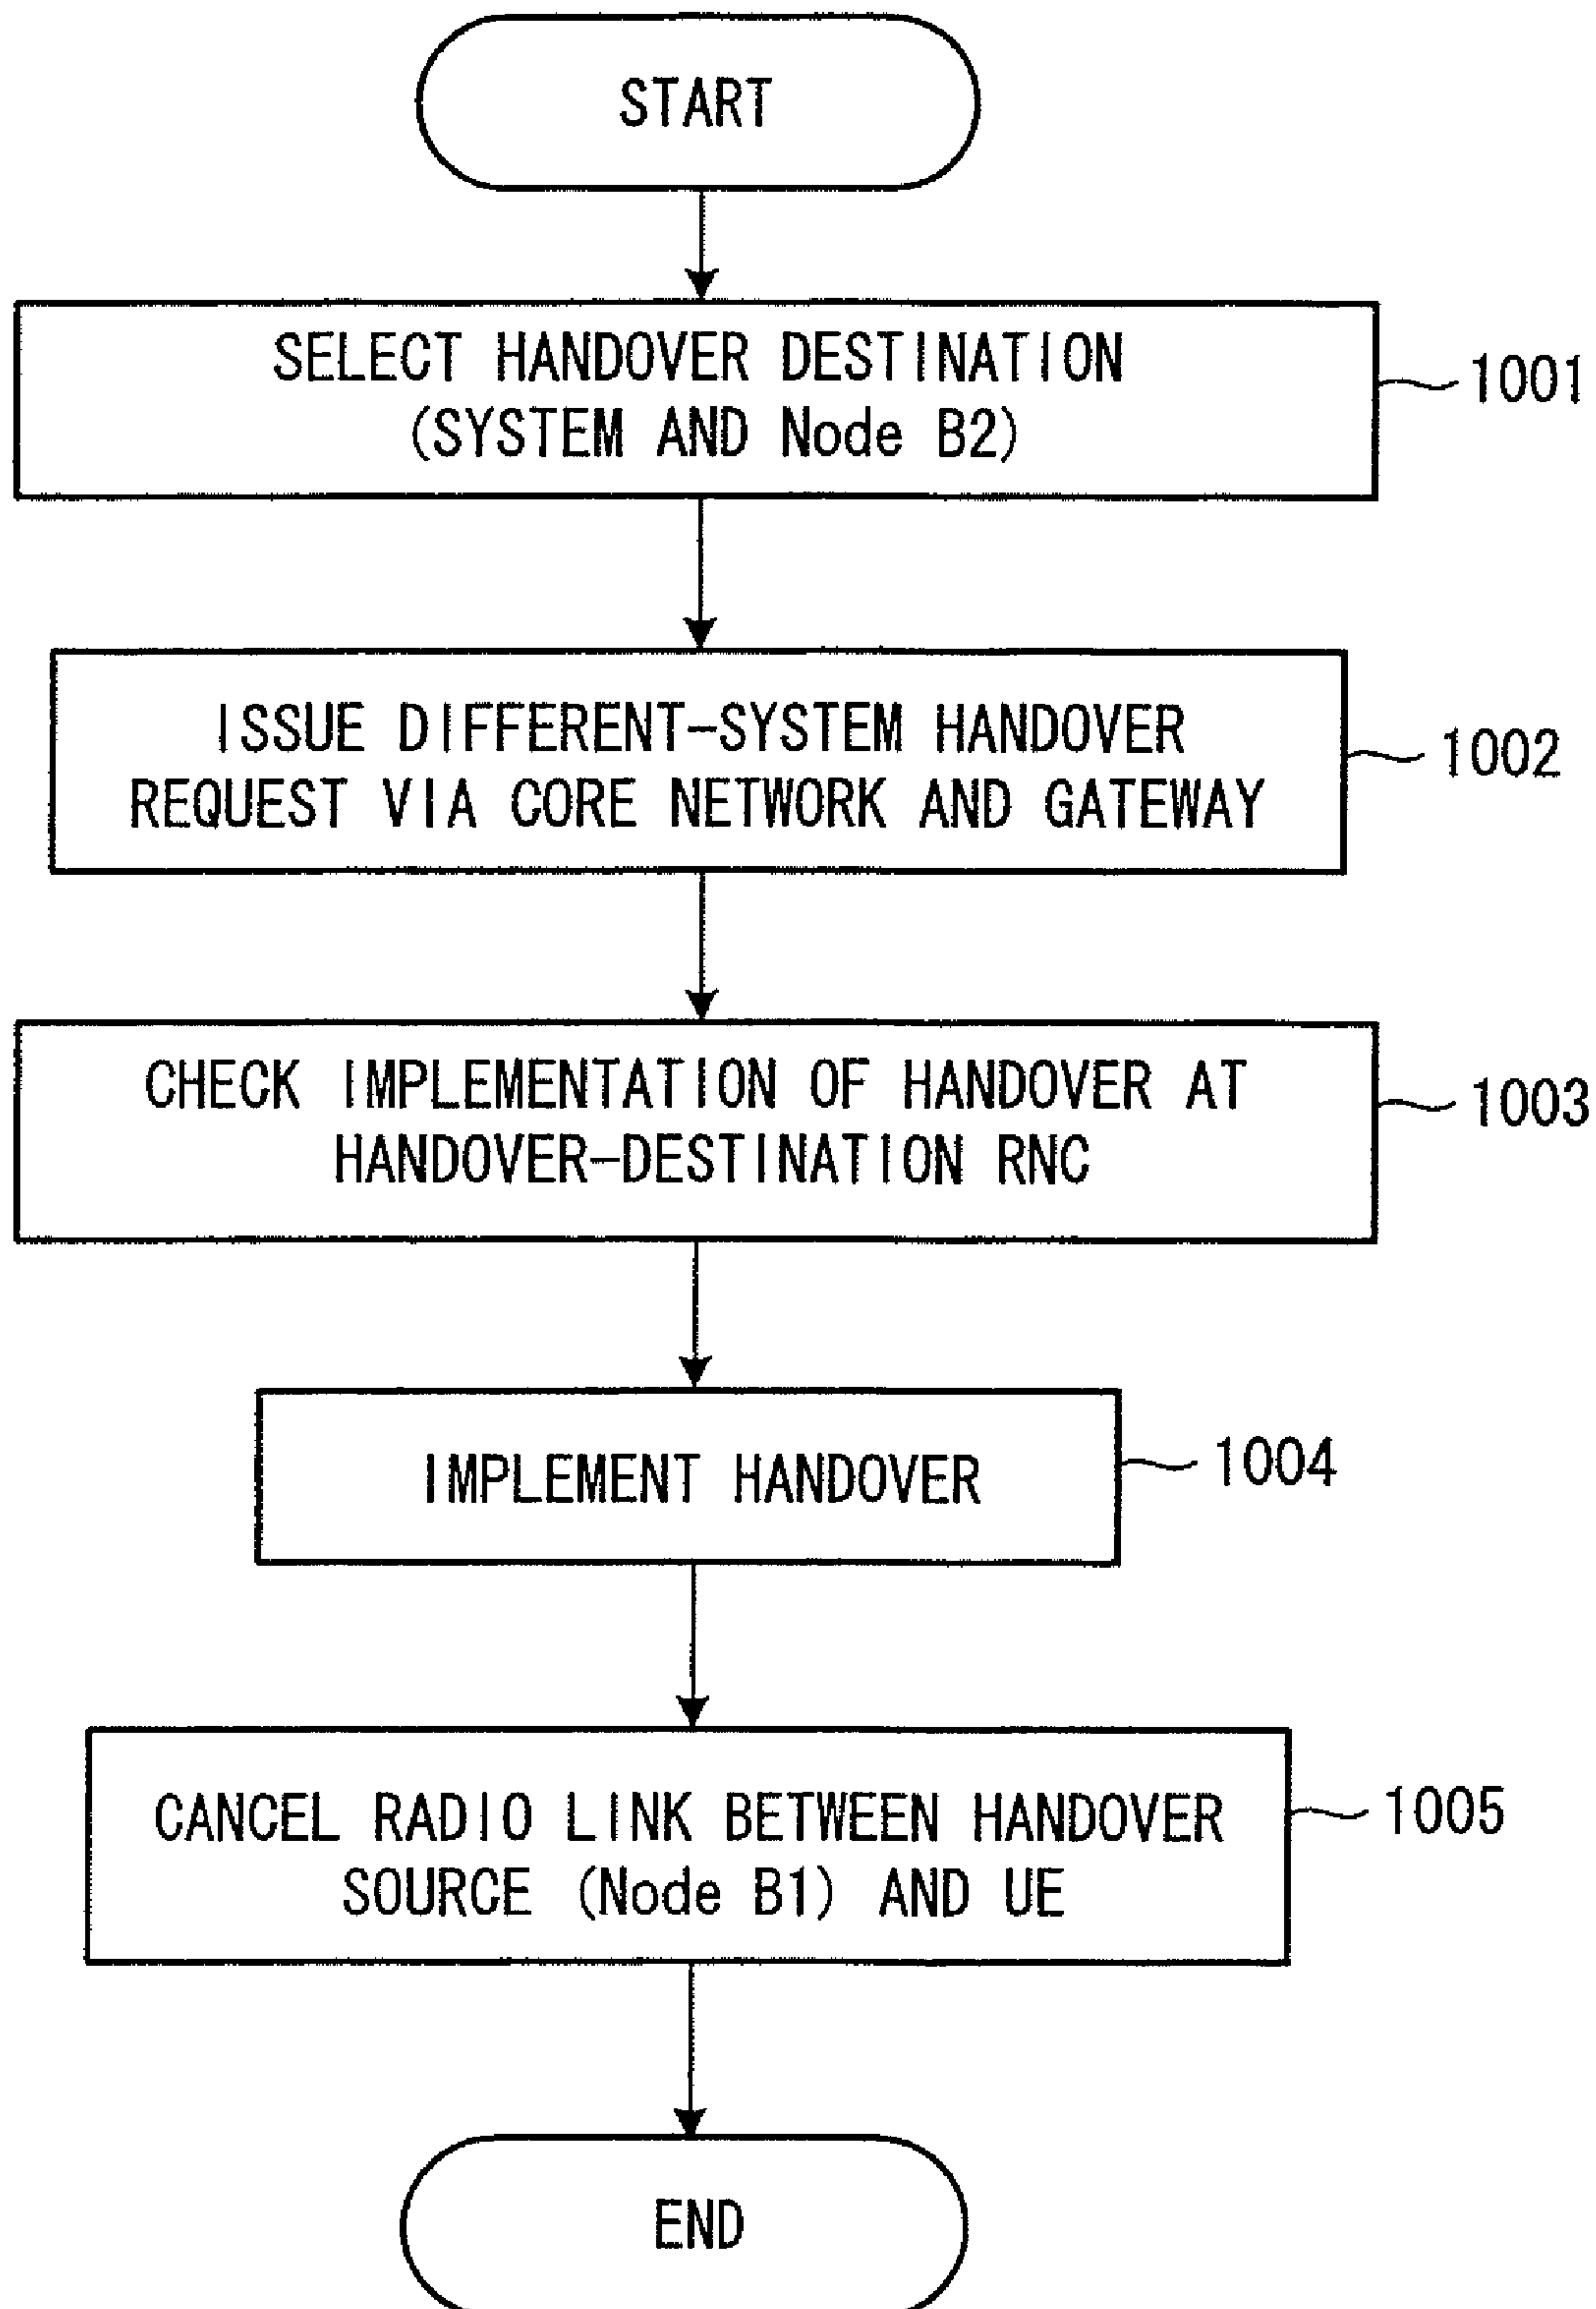 START
SELECT HANDOVER DESTINATION
(SYSTEM AND Node B2)
1001
ISSUE DIFFERENT-SYSTEM HANDOVER
REQUEST VIA CORE NETWORK AND GATEWAY
1002
CHECK IMPLEMENTATION OF HANDOVER AT
HANDOVER-DESTINATION RNC
1003
IMPLEMENT HANDOVER
1004
CANCEL RADIO LINK BETWEEN HANDOVER
SOURCE (Node B1) AND UE
1005
END